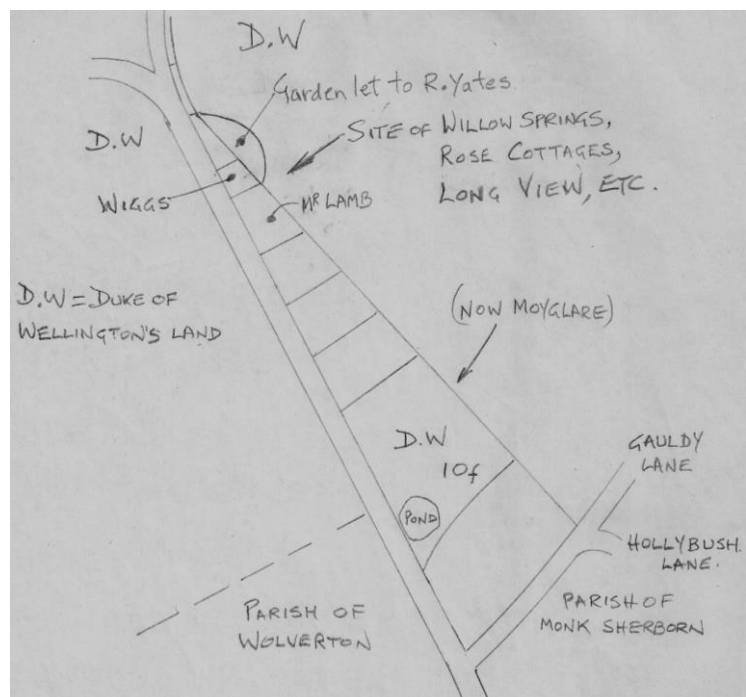 D.W
Garden let to R. Yates
D.W
SITE OF WILLOW SPRINGS,
ROSE COTTAGES,
LONG VIEW, ETC.
WIGGS
MR LAMB
D.W = DUKE OF
WELLINGTON'S LAND
(NOW MOYGLARE)
D.W
10f
POND
GAULDY
LANE
HOLLYBUSH
LANE.
PARISH OF
WOLVERTON
PARISH OF
MONK SHERBORN